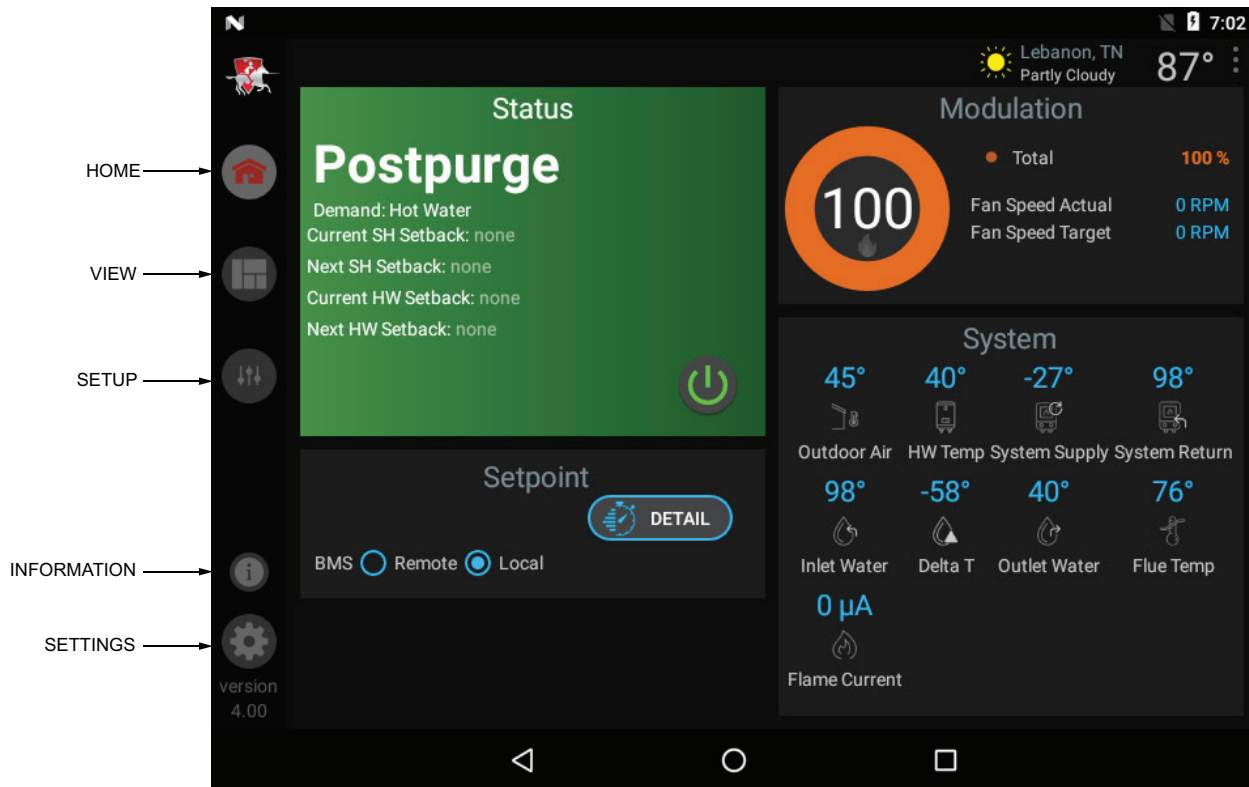 7:02
Lebanon, TN
Partly Cloudy
87°
HOME
VIEW
SETUP
INFORMATION
SETTINGS
version
4.00
Status
Postpurge
Demand: Hot Water
Current SH Setback: none
Next SH Setback: none
Current HW Setback: none
Next HW Setback: none
Setpoint
DETAIL
BMS Remote Local
Modulation
100
Total 100 %
Fan Speed Actual 0 RPM
Fan Speed Target 0 RPM
System
45° 40° -27° 98°
Outdoor Air HW Temp System Supply System Return
98° -58° 40° 76°
Inlet Water Delta T Outlet Water Flue Temp
0 µA
Flame Current